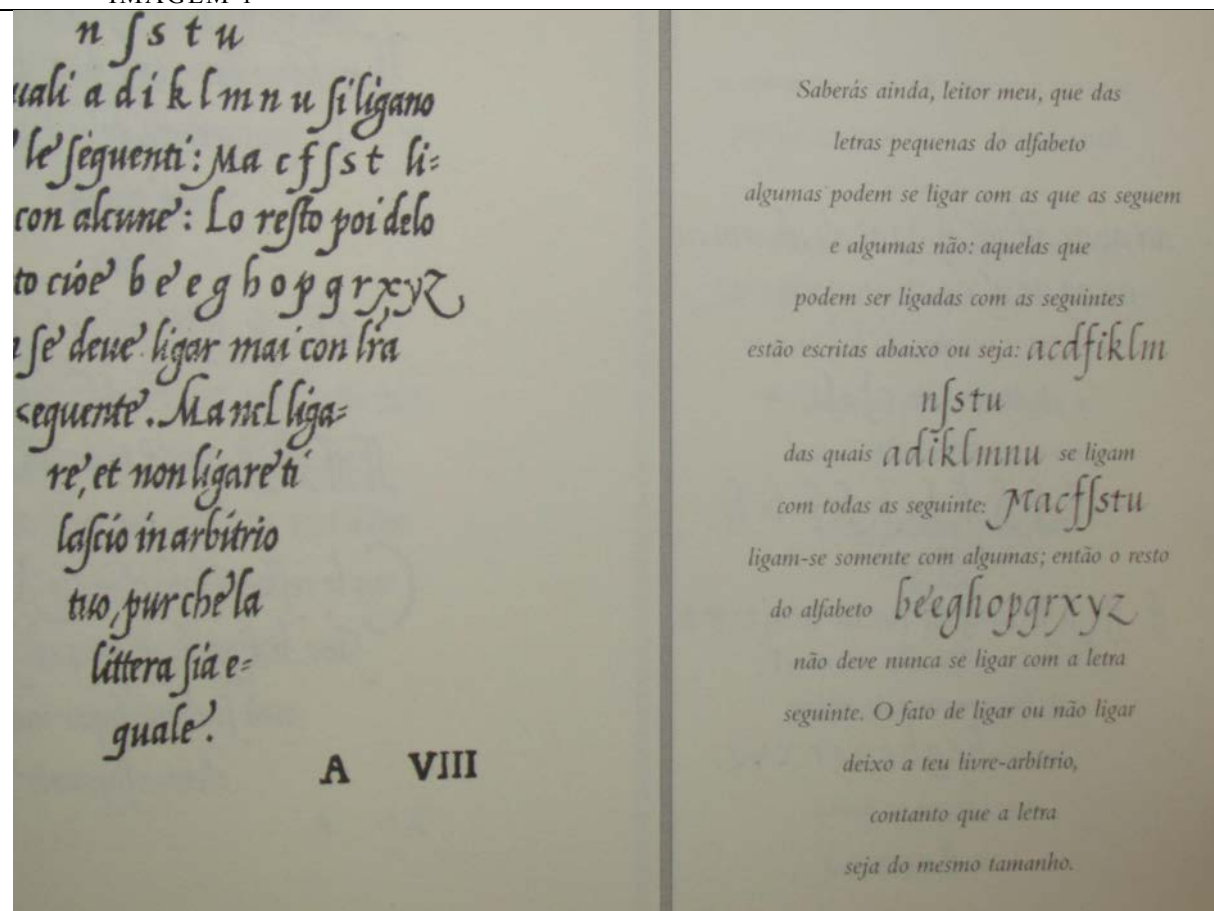 n ſ s t u
uali a d i k l m n u ſi ligano
le ſequenti: Ma c f ſ s t li=
con alcune: Lo reſto poi delo
to cioe b e e g h o p q r x y z
ſe deue ligar mai con lra
sequente. Ma nel liga=
re, et non ligare ti
laſcio in arbitrio
tuo, pur che la
littera ſia e=
quale.
A VIII
Saberás ainda, leitor meu, que das
letras pequenas do alfabeto
algumas podem se ligar com as que as seguem
e algumas não: aquelas que
podem ser ligadas com as seguintes
estão escritas abaixo ou seja: acdfiklm
nſstu
das quais adiklmnu se ligam
com todas as seguinte: Macfſstu
ligam-se somente com algumas; então o resto
do alfabeto beeghopqrxyz
não deve nunca se ligar com a letra
seguinte. O fato de ligar ou não ligar
deixo a teu livre-arbítrio,
contanto que a letra
seja do mesmo tamanho.